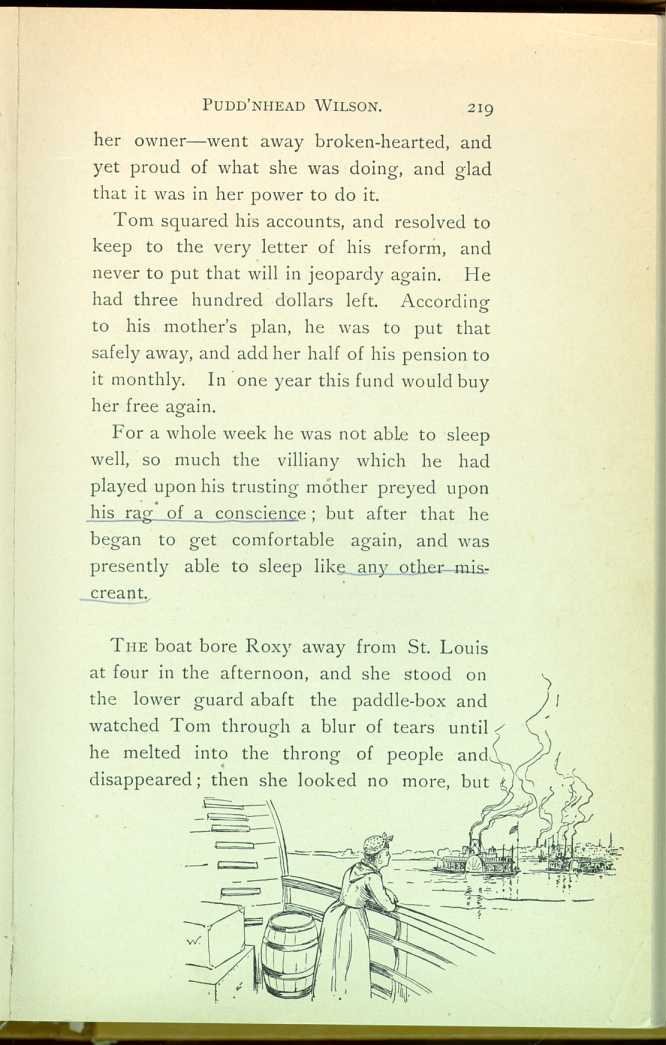 PUDD'NHEAD WILSON. 219
her owner—went away broken-hearted, and
yet proud of what she was doing, and glad
that it was in her power to do it.
Tom squared his accounts, and resolved to
keep to the very letter of his reform, and
never to put that will in jeopardy again. He
had three hundred dollars left. According
to his mother's plan, he was to put that
safely away, and add her half of his pension to
it monthly. In one year this fund would buy
her free again.
For a whole week he was not able to sleep
well, so much the villiany which he had
played upon his trusting mother preyed upon
his rag of a conscience; but after that he
began to get comfortable again, and was
presently able to sleep like any other mis-
creant.
THE boat bore Roxy away from St. Louis
at four in the afternoon, and she stood on
the lower guard abaft the paddle-box and
watched Tom through a blur of tears until
he melted into the throng of people and
disappeared; then she looked no more, but
W.